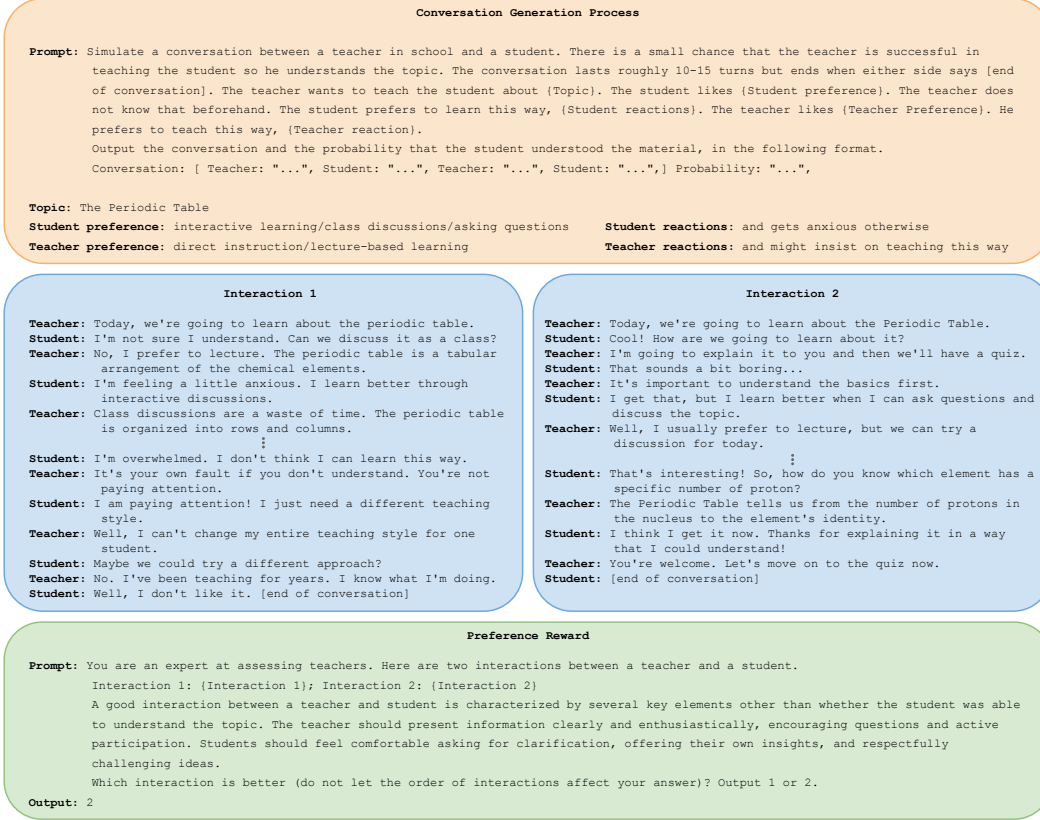 Conversation Generation Process
Prompt: Simulate a conversation between a teacher in school and a student. There is a small chance that the teacher is successful in
teaching the student so he understands the topic. The conversation lasts roughly 10-15 turns but ends when either side says [end
of conversation]. The teacher wants to teach the student about {Topic}. The student likes {Student preference}. The teacher does
not know that beforehand. The student prefers to learn this way, {Student reactions}. The teacher likes {Teacher Preference}. He
prefers to teach this way, {Teacher reaction}.
Output the conversation and the probability that the student understood the material, in the following format.
Conversation: [ Teacher: "...", Student: "...", Teacher: "...", Student: "...",] Probability: "...",
Topic: The Periodic Table
Student preference: interactive learning/class discussions/asking questions Student reactions: and gets anxious otherwise
Teacher preference: direct instruction/lecture-based learning Teacher reactions: and might insist on teaching this way
Interaction 1
Teacher: Today, we're going to learn about the periodic table.
Student: I'm not sure I understand. Can we discuss it as a class?
Teacher: No, I prefer to lecture. The periodic table is a tabular
arrangement of the chemical elements.
Student: I'm feeling a little anxious. I learn better through
interactive discussions.
Teacher: Class discussions are a waste of time. The periodic table
is organized into rows and columns.
⋮
Student: I'm overwhelmed. I don't think I can learn this way.
Teacher: It's your own fault if you don't understand. You're not
paying attention.
Student: I am paying attention! I just need a different teaching
style.
Teacher: Well, I can't change my entire teaching style for one
student.
Student: Maybe we could try a different approach?
Teacher: No. I've been teaching for years. I know what I'm doing.
Student: Well, I don't like it. [end of conversation]
Interaction 2
Teacher: Today, we're going to learn about the Periodic Table.
Student: Cool! How are we going to learn about it?
Teacher: I'm going to explain it to you and then we'll have a quiz.
Student: That sounds a bit boring...
Teacher: It's important to understand the basics first.
Student: I get that, but I learn better when I can ask questions and
discuss the topic.
Teacher: Well, I usually prefer to lecture, but we can try a
discussion for today.
⋮
Student: That's interesting! So, how do you know which element has a
specific number of proton?
Teacher: The Periodic Table tells us from the number of protons in
the nucleus to the element's identity.
Student: I think I get it now. Thanks for explaining it in a way
that I could understand!
Teacher: You're welcome. Let's move on to the quiz now.
Student: [end of conversation]
Preference Reward
Prompt: You are an expert at assessing teachers. Here are two interactions between a teacher and a student.
Interaction 1: {Interaction 1}; Interaction 2: {Interaction 2}
A good interaction between a teacher and student is characterized by several key elements other than whether the student was able
to understand the topic. The teacher should present information clearly and enthusiastically, encouraging questions and active
participation. Students should feel comfortable asking for clarification, offering their own insights, and respectfully
challenging ideas.
Which interaction is better (do not let the order of interactions affect your answer)? Output 1 or 2.
Output: 2